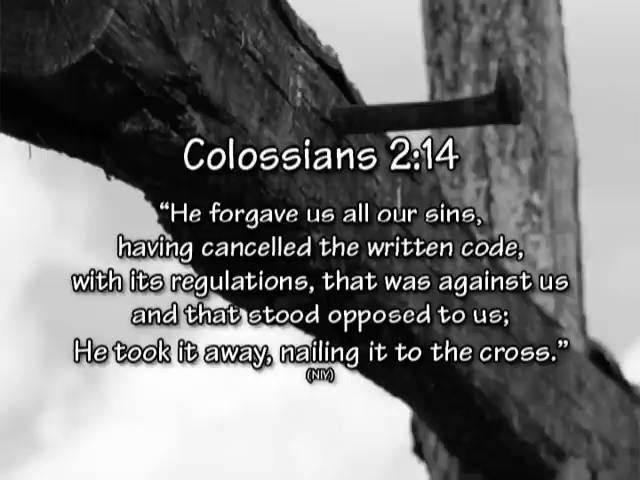 Colossians 2:14
“He forgave us all our sins,
having cancelled the written code,
with its regulations, that was against us
and that stood opposed to us;
He took it away, nailing it to the cross.”
(NIV)